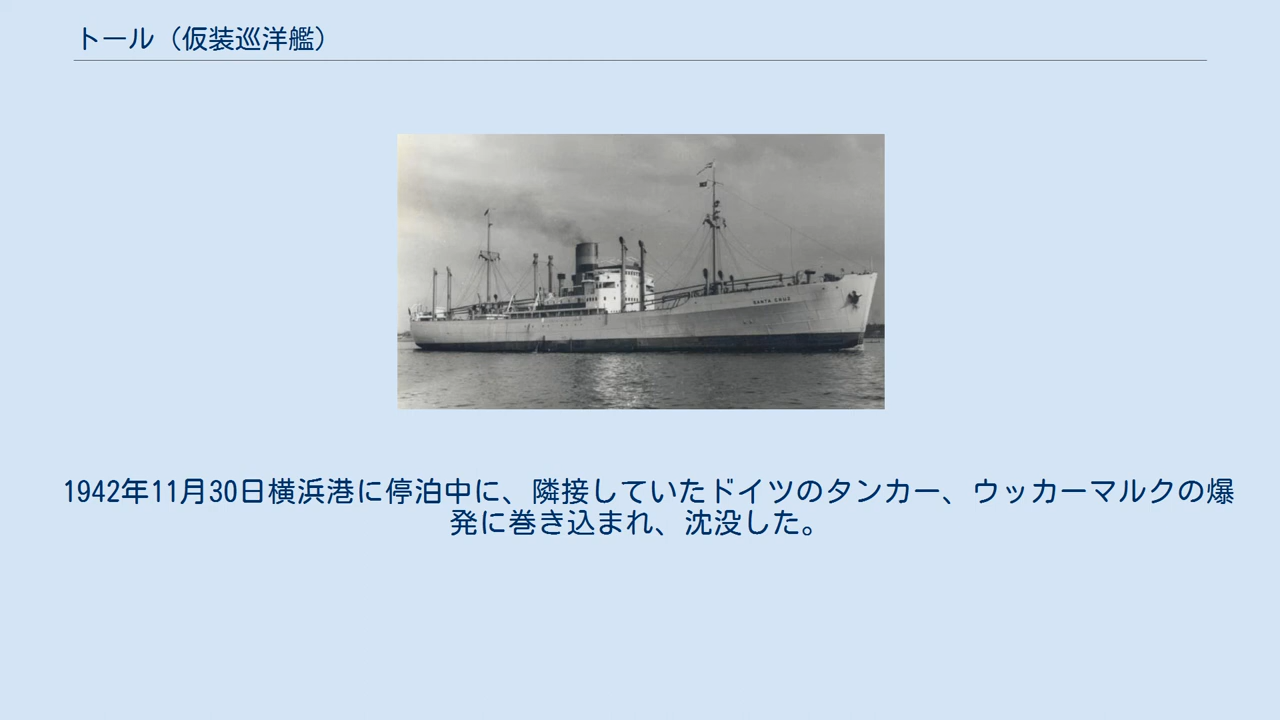 トール（仮装巡洋艦）
SANTA CRUZ
1942年11月30日横浜港に停泊中に、隣接していたドイツのタンカー、ウッカーマルクの爆
発に巻き込まれ、沈没した。